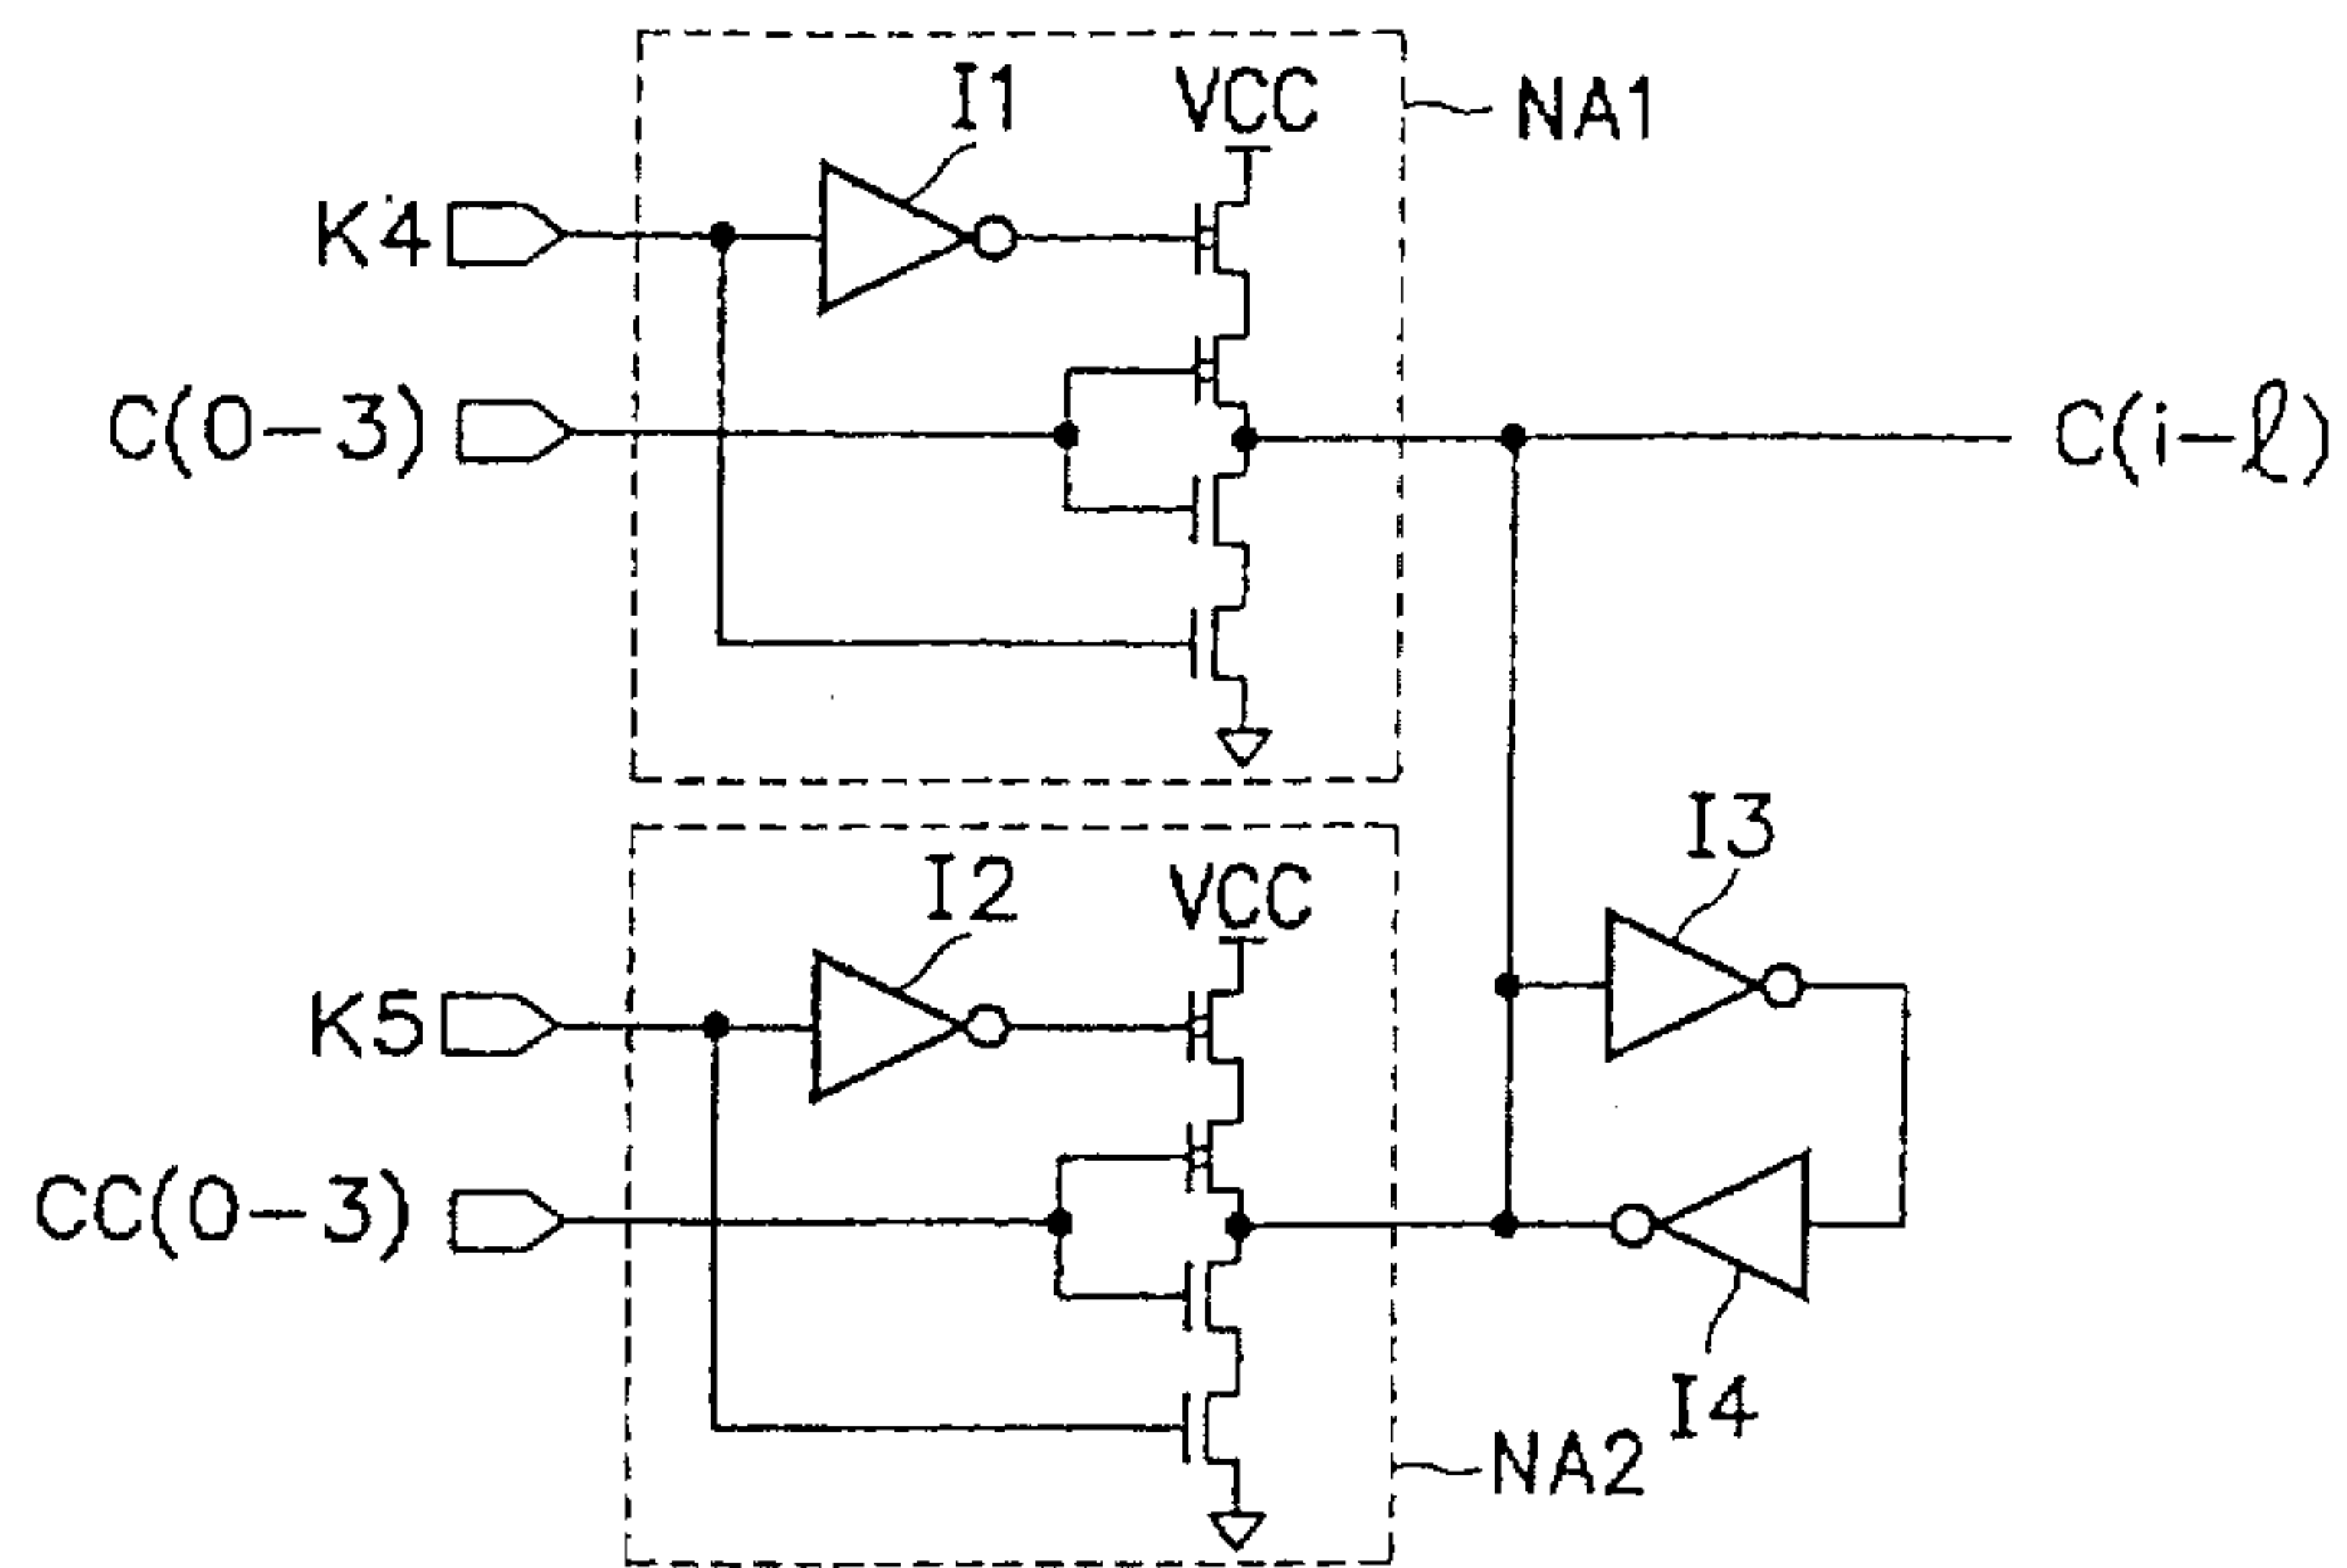 I1
VCC
NA1
K4
C(0-3)
C(i-ℓ)
I3
I2
VCC
K5
CC(0-3)
I4
NA2